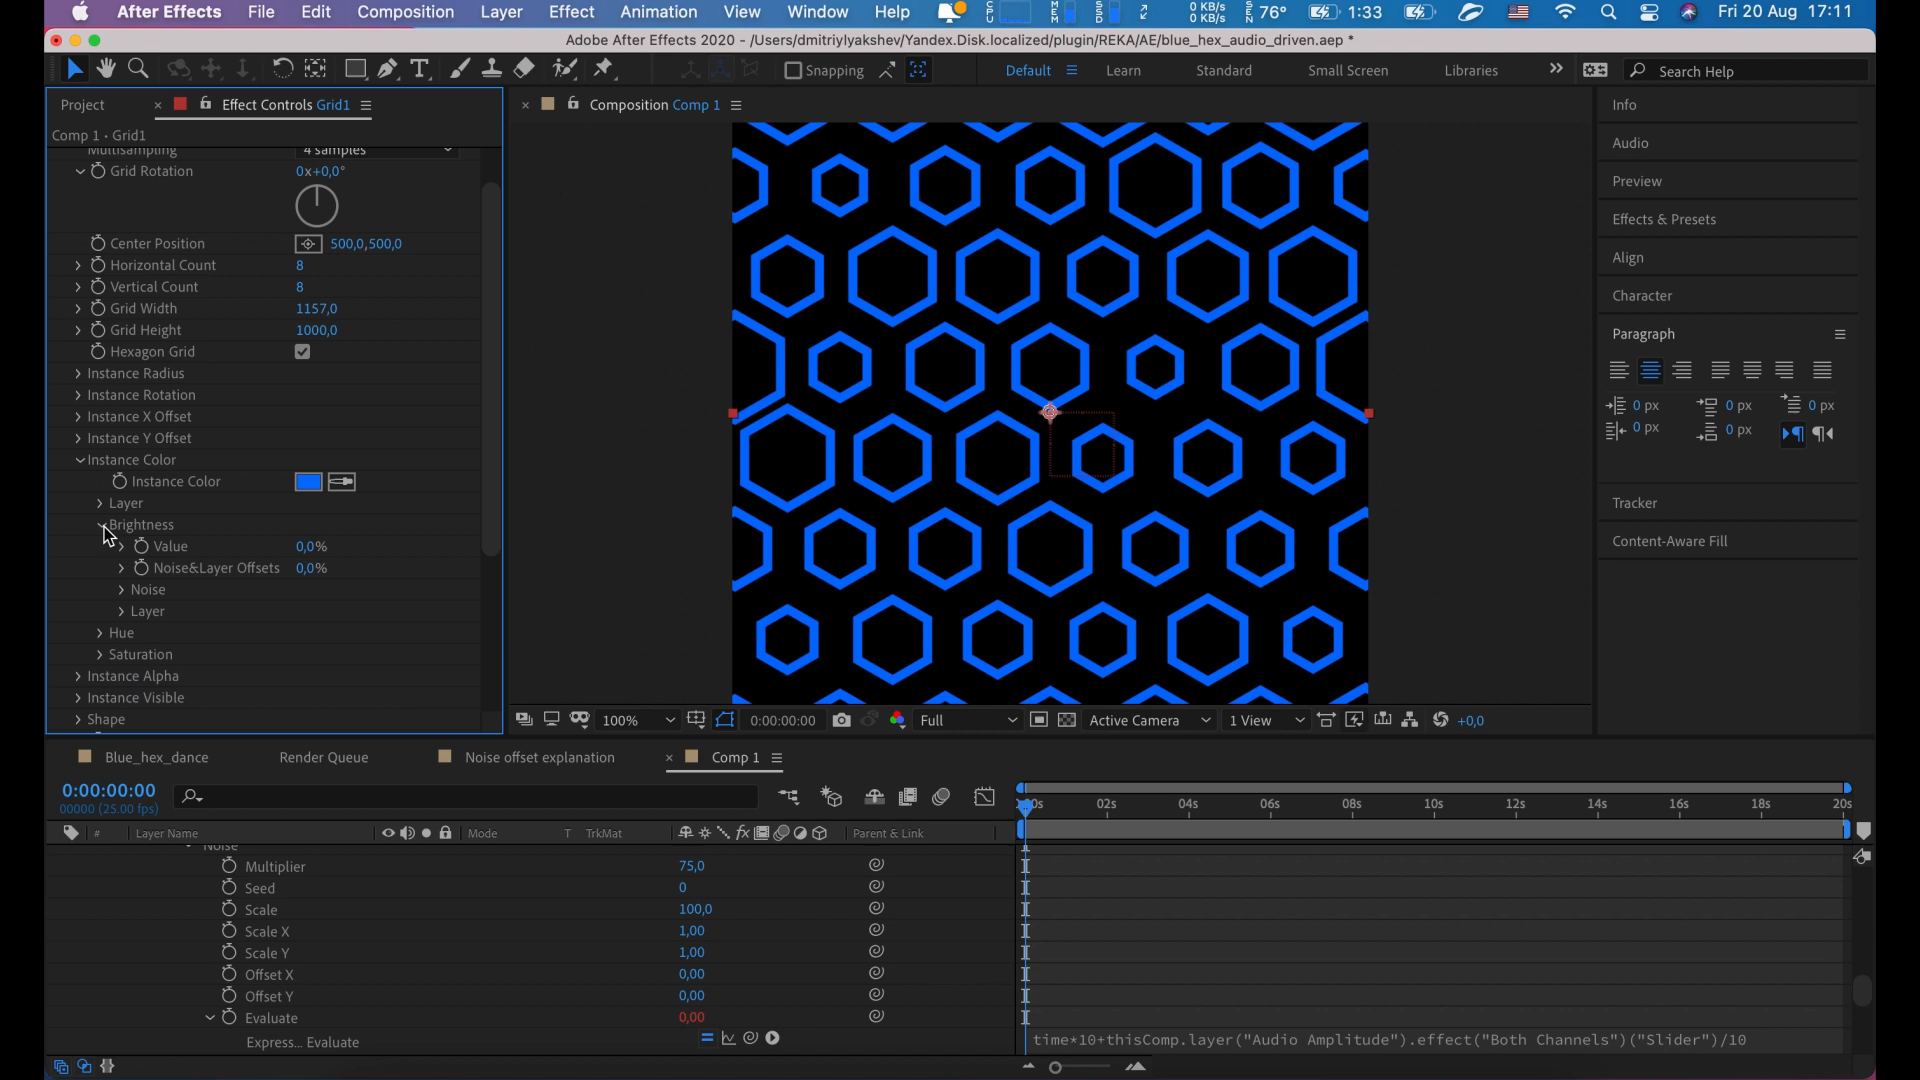 After Effects File Edit Composition Layer Effect Animation View Window Help CPU MEM SSD 0 KB/s 0 KB/s SEN 76° 1:33 Fri 20 Aug 17:11
Adobe After Effects 2020 - /Users/dmitriylyakshev/Yandex.Disk.localized/plugin/REKA/AE/blue_hex_audio_driven.aep *
Snapping Default Learn Standard Small Screen Libraries Search Help
Project Effect Controls Grid1 Composition Comp 1 Info
Comp 1 • Grid1
Multisampling 4 samples
Grid Rotation 0x+0,0°
Center Position 500,0,500,0
Horizontal Count 8
Vertical Count 8
Grid Width 1157,0
Grid Height 1000,0
Hexagon Grid
Instance Radius
Instance Rotation
Instance X Offset
Instance Y Offset
Instance Color
Instance Color
Layer
Brightness
Value 0,0%
Noise&Layer Offsets 0,0%
Noise
Layer
Hue
Saturation
Instance Alpha
Instance Visible
Shape
100% 0:00:00:00 Full Active Camera 1 View +0,0
Audio
Preview
Effects & Presets
Align
Character
Paragraph
0 px 0 px 0 px
0 px 0 px
Tracker
Content-Aware Fill
Blue_hex_dance Render Queue Noise offset explanation Comp 1
0:00:00:00
00000 (25.00 fps)
00s 02s 04s 06s 08s 10s 12s 14s 16s 18s 20s
# Layer Name Mode T TrkMat Parent & Link
Noise
Multiplier 75,0
Seed 0
Scale 100,0
Scale X 1,00
Scale Y 1,00
Offset X 0,00
Offset Y 0,00
Evaluate 0,00
Express... Evaluate time*10+thisComp.layer("Audio Amplitude").effect("Both Channels")("Slider")/10